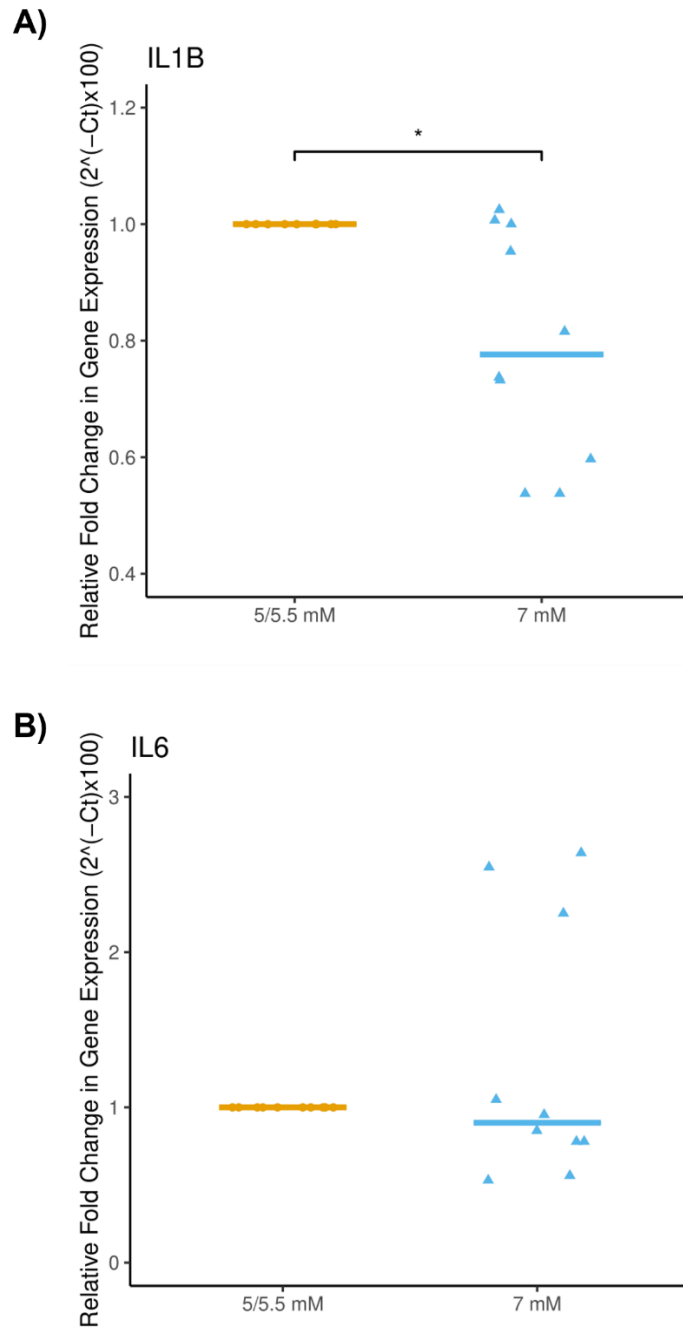 A)
IL1B
Relative Fold Change in Gene Expression (2^(−Ct)x100)
1.2
1.0
0.8
0.6
0.4
*
5/5.5 mM
7 mM
B)
IL6
Relative Fold Change in Gene Expression (2^(−Ct)x100)
3
2
1
0
5/5.5 mM
7 mM